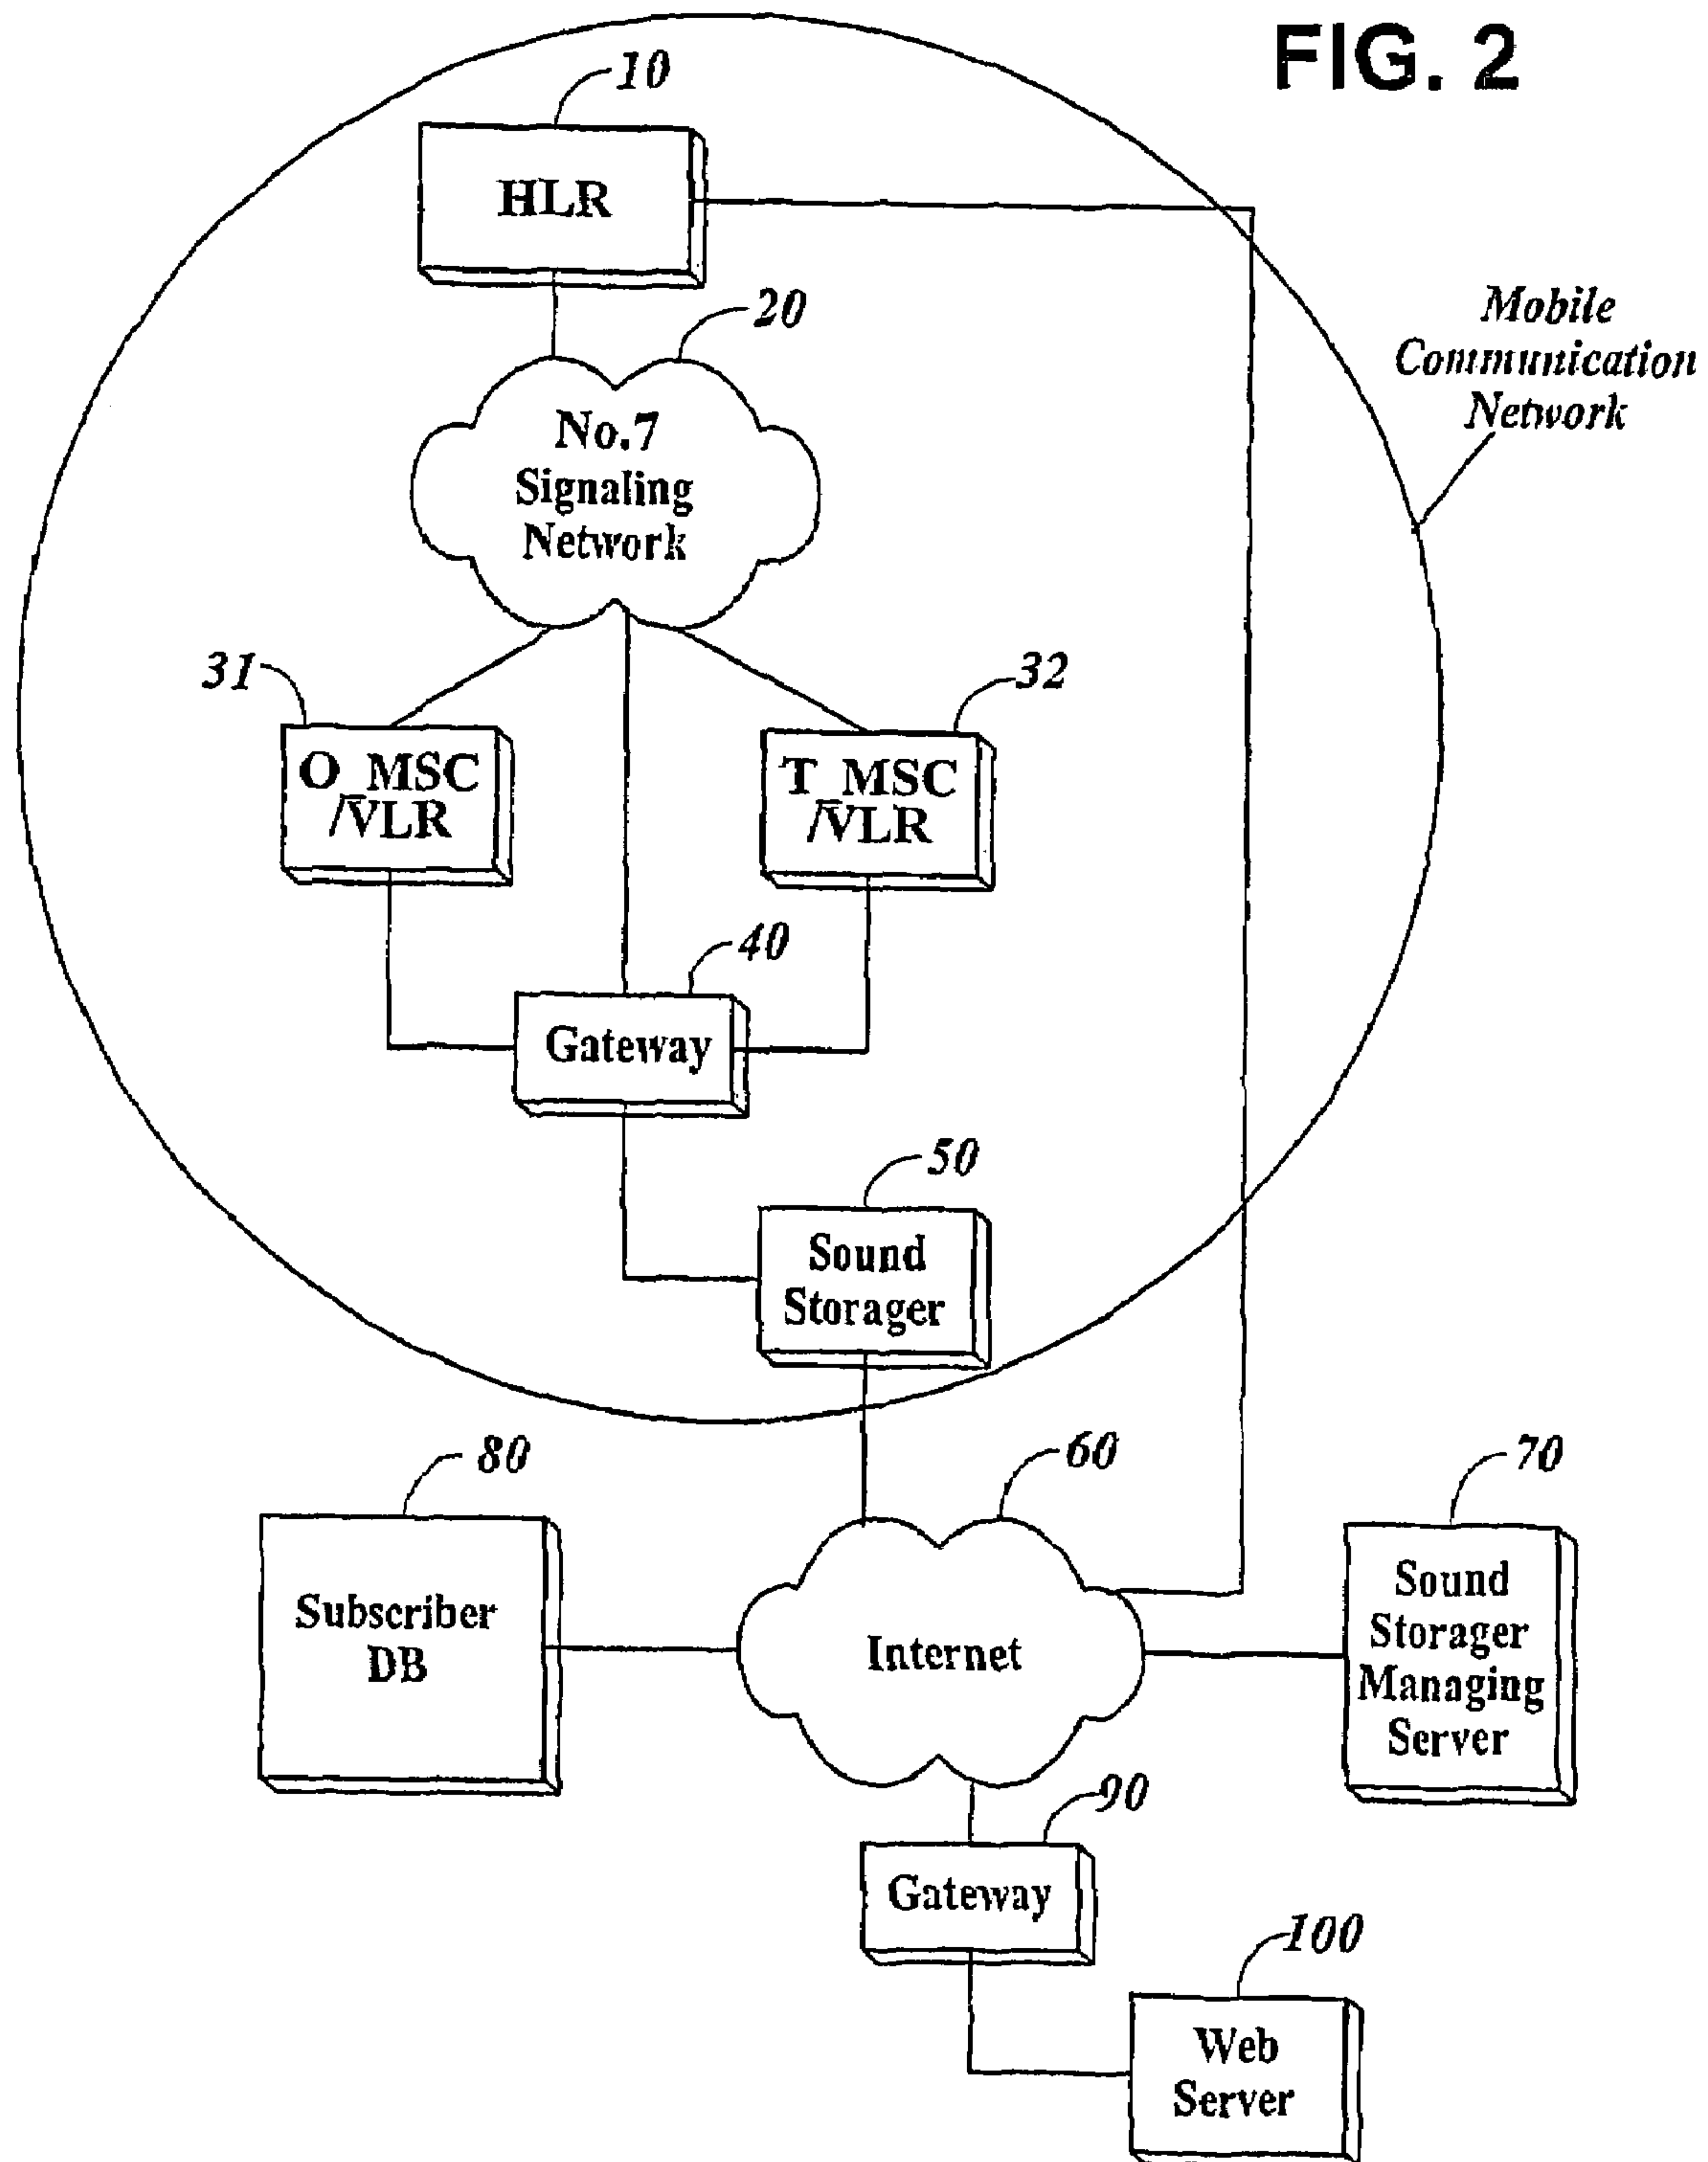 FIG. 2
10
HLR
20
Mobile
Communication
Network
No.7
Signaling
Network
31
32
O_MSC
/VLR
T_MSC
/VLR
40
Gateway
50
Sound
Storager
80
60
70
Subscriber
DB
Internet
Sound
Storager
Managing
Server
90
Gateway
100
Web
Server